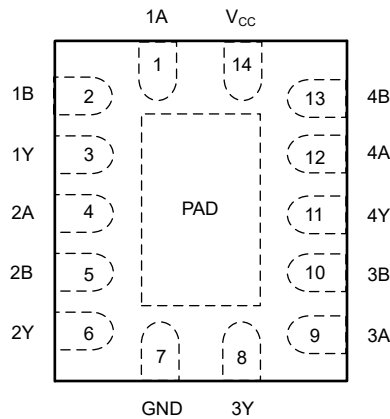 1A VCC
1 14
1B 2 13 4B
1Y 3 12 4A
2A 4 PAD 11 4Y
2B 5 10 3B
2Y 6 9 3A
7 8
GND 3Y